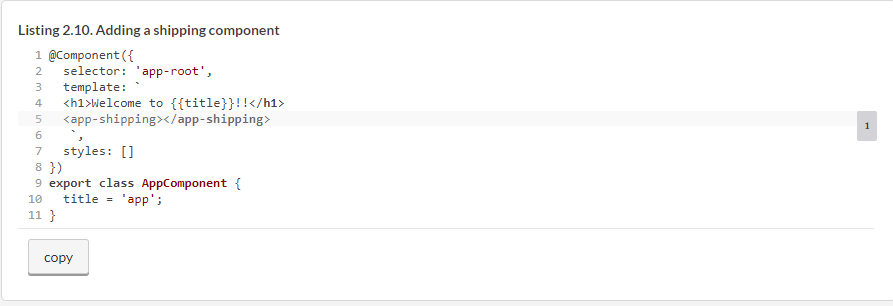 Listing 2.10. Adding a shipping component
1 @Component({
2   selector: 'app-root',
3   template: `
4   <h1>Welcome to {{title}}!!</h1>
5   <app-shipping></app-shipping> 1
6    `,
7   styles: []
8 })
9 export class AppComponent {
10   title = 'app';
11 }
copy